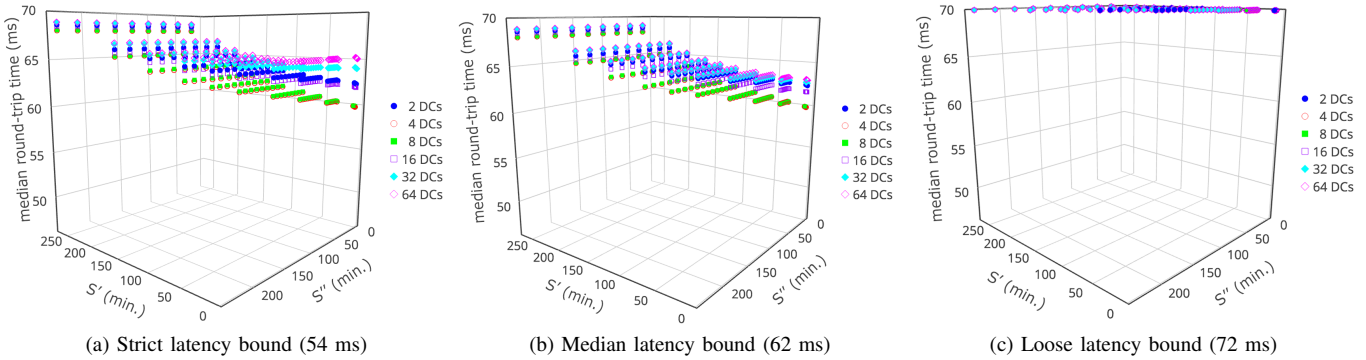 70
65
60
55
50
median round-trip time (ms)
250
200
150
100
50
0
S′ (min.)
0
50
100
150
200
S″ (min.)
2 DCs
4 DCs
8 DCs
16 DCs
32 DCs
64 DCs
(a) Strict latency bound (54 ms)
70
65
60
55
50
median round-trip time (ms)
250
200
150
100
50
0
S′ (min.)
0
50
100
150
200
S″ (min.)
2 DCs
4 DCs
8 DCs
16 DCs
32 DCs
64 DCs
(b) Median latency bound (62 ms)
70
65
60
55
50
median round-trip time (ms)
250
200
150
100
50
0
S′ (min.)
0
50
100
150
200
S″ (min.)
2 DCs
4 DCs
8 DCs
16 DCs
32 DCs
64 DCs
(c) Loose latency bound (72 ms)